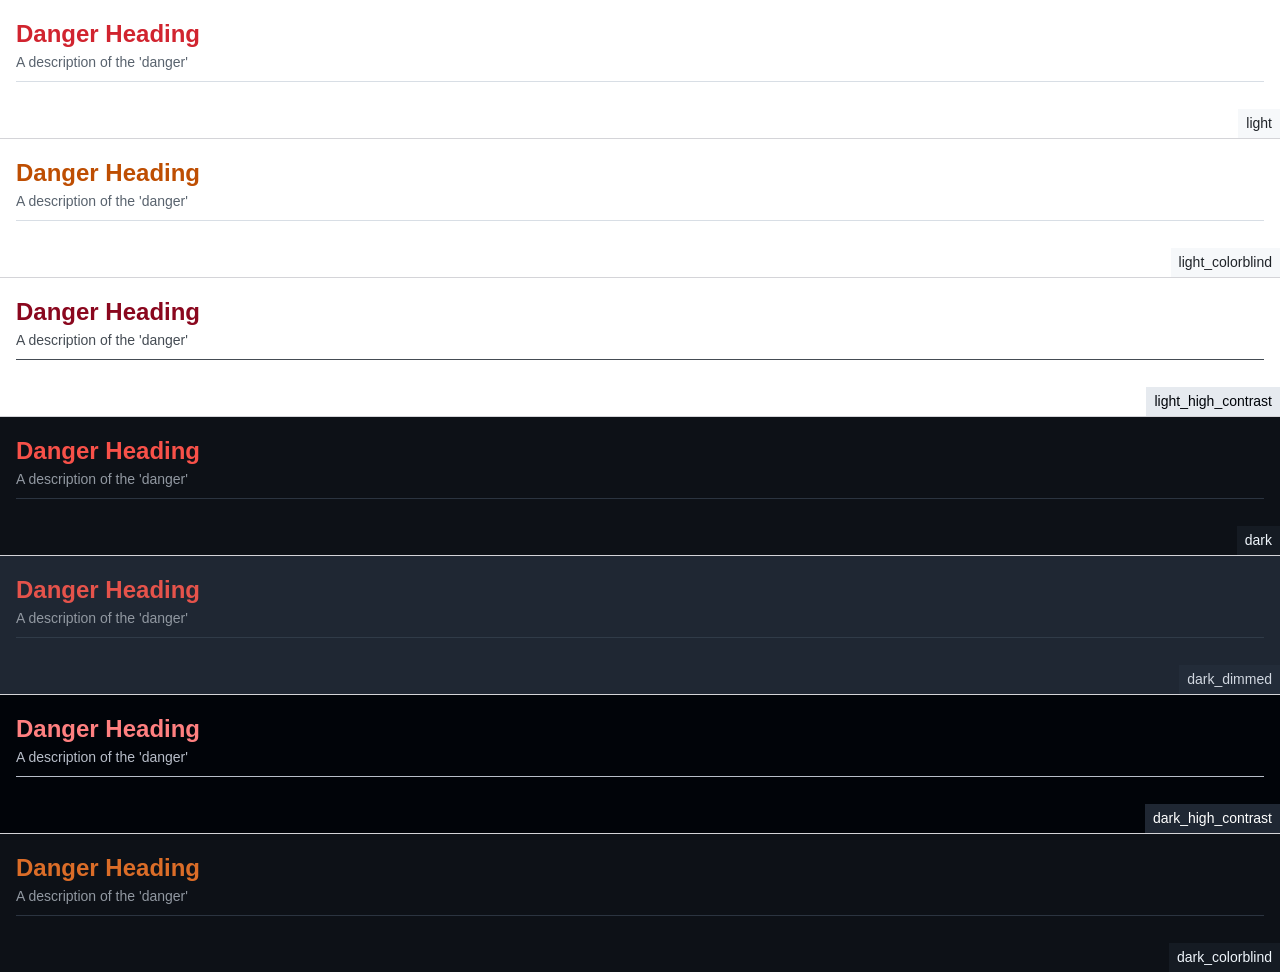 Danger Heading
A description of the 'danger'
light
Danger Heading
A description of the 'danger'
light_colorblind
Danger Heading
A description of the 'danger'
light_high_contrast
Danger Heading
A description of the 'danger'
dark
Danger Heading
A description of the 'danger'
dark_dimmed
Danger Heading
A description of the 'danger'
dark_high_contrast
Danger Heading
A description of the 'danger'
dark_colorblind